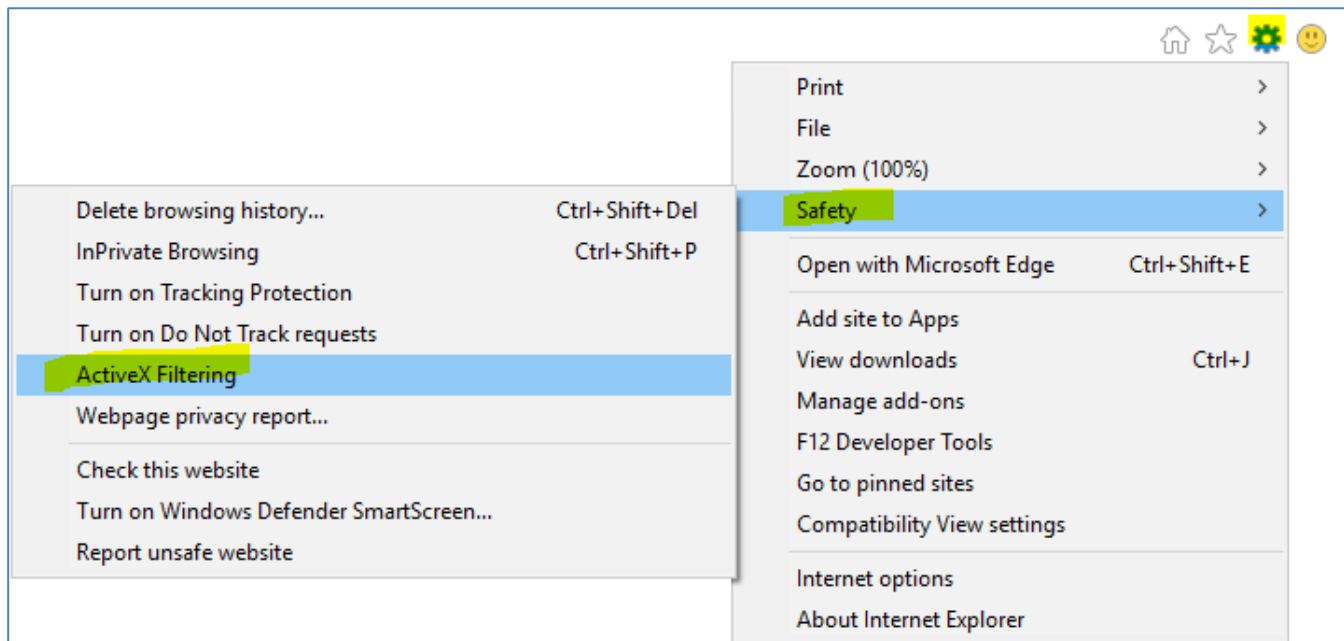 Print
File
Zoom (100%)
Safety
Open with Microsoft Edge Ctrl+Shift+E
Add site to Apps
View downloads Ctrl+J
Manage add-ons
F12 Developer Tools
Go to pinned sites
Compatibility View settings
Internet options
About Internet Explorer
Delete browsing history... Ctrl+Shift+Del
InPrivate Browsing Ctrl+Shift+P
Turn on Tracking Protection
Turn on Do Not Track requests
ActiveX Filtering
Webpage privacy report...
Check this website
Turn on Windows Defender SmartScreen...
Report unsafe website